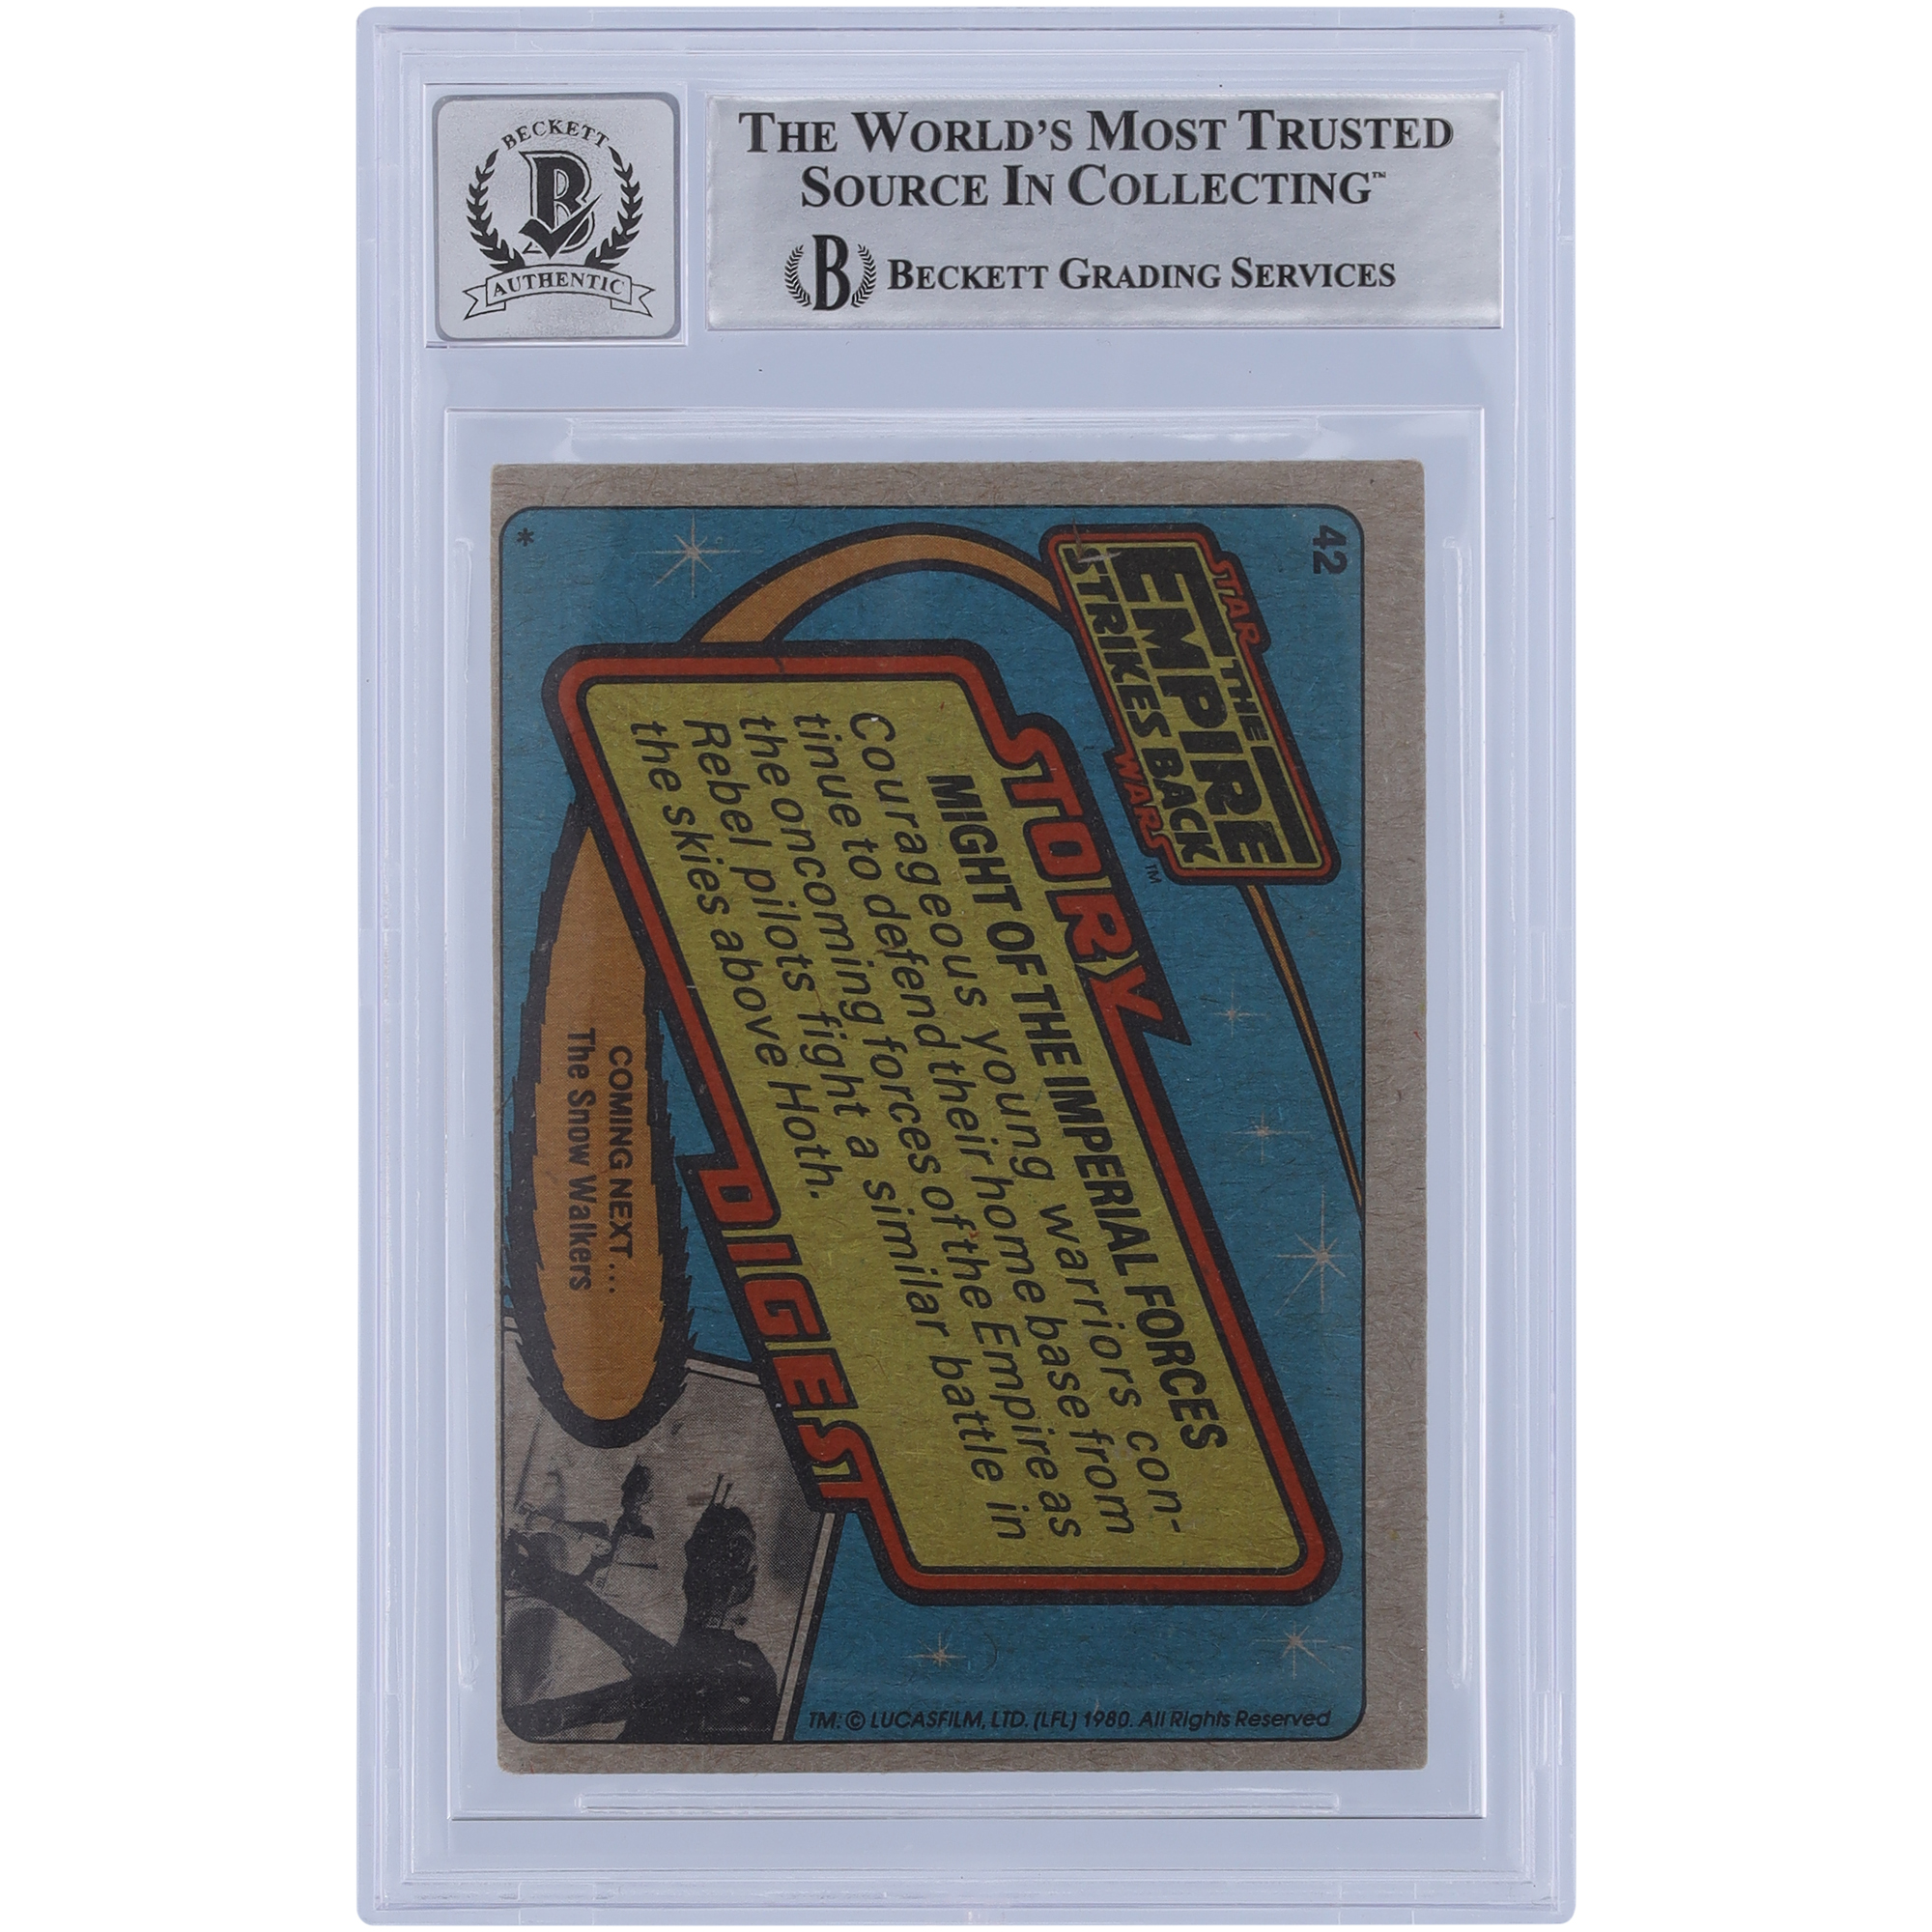 BECKETT
B
AUTHENTIC
THE WORLD'S MOST TRUSTED
SOURCE IN COLLECTING™
B BECKETT GRADING SERVICES
42
STAR
THE
EMPIRE
STRIKES BACK
WARS™
STORY
MIGHT OF THE IMPERIAL FORCES
Courageous young warriors con-
tinue to defend their home base from
the oncoming forces of the Empire as
Rebel pilots fight a similar battle in
the skies above Hoth.
DIGEST
COMING NEXT...
The Snow Walkers
*
TM: © LUCASFILM, LTD. (LFL) 1980. All Rights Reserved